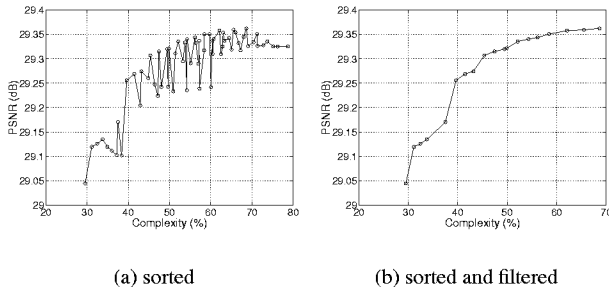 29.4
29.35
29.3
29.25
29.2
29.15
29.1
29.05
29
PSNR (dB)
20 30 40 50 60 70 80
Complexity (%)
(a) sorted
29.4
29.35
29.3
29.25
29.2
29.15
29.1
29.05
29
PSNR (dB)
20 30 40 50 60 70
Complexity (%)
(b) sorted and filtered